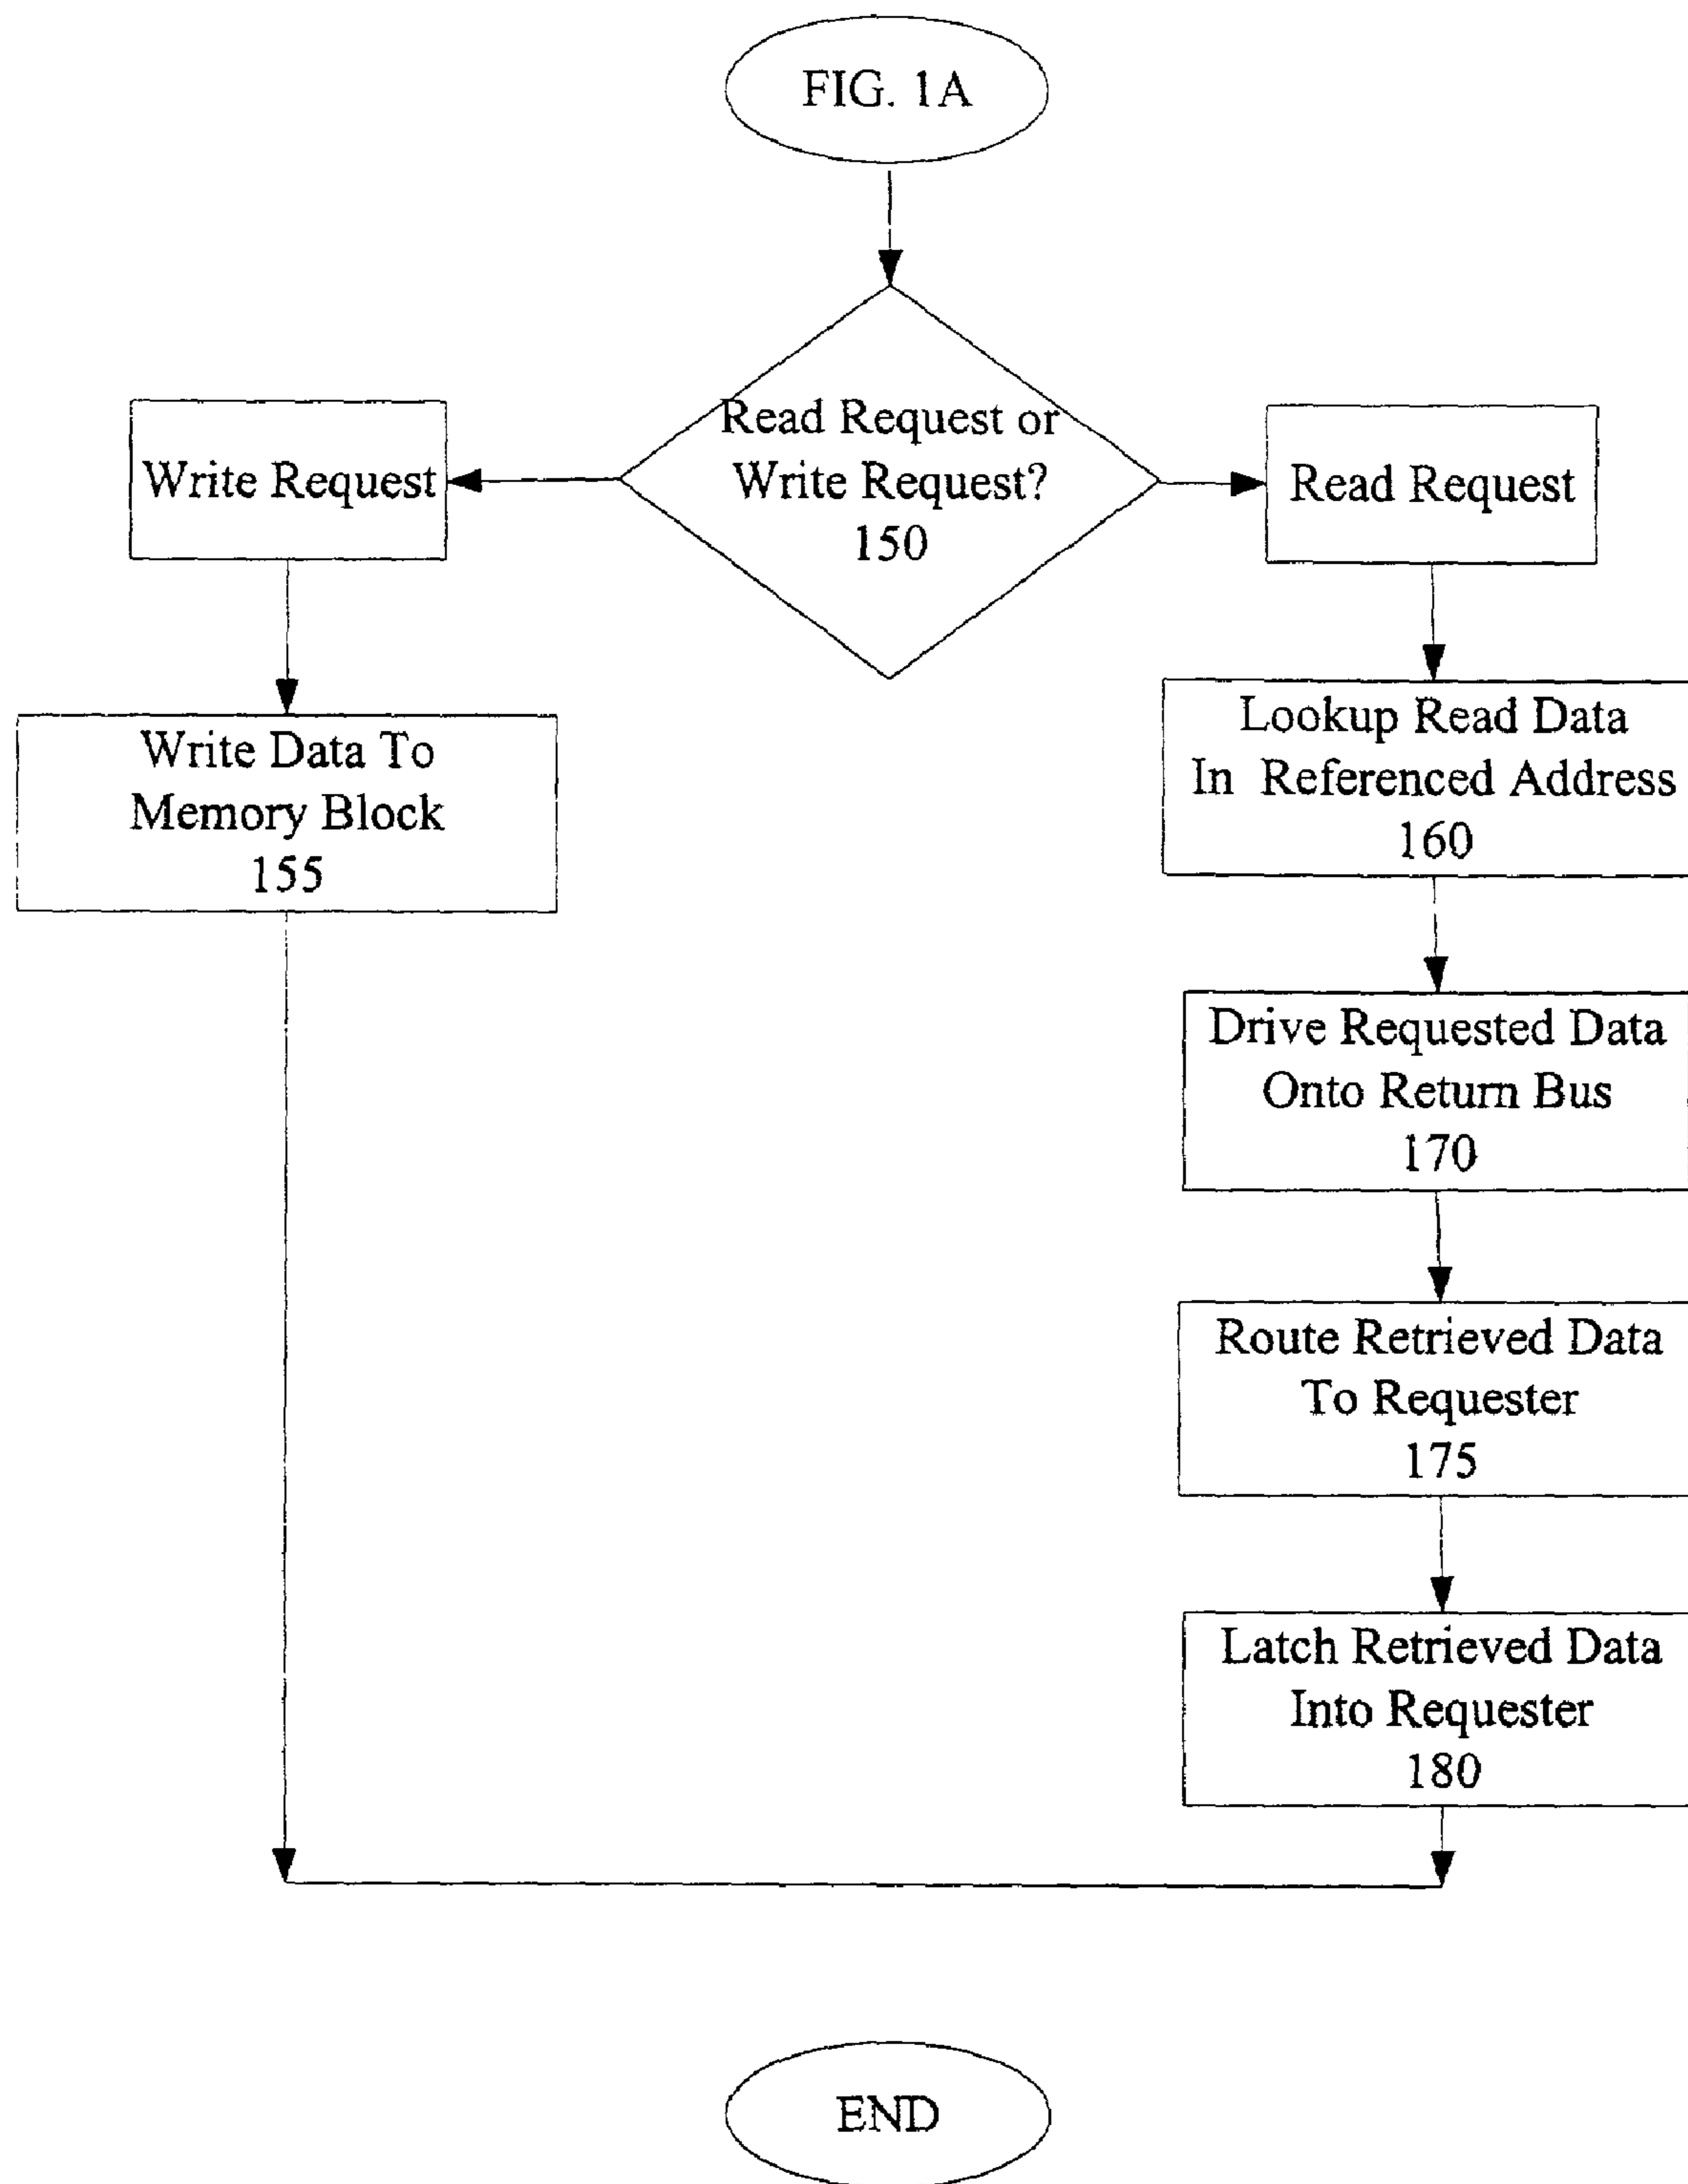 FIG. 1A
Read Request or
Write Request?
150
Write Request
Read Request
Write Data To
Memory Block
155
Lookup Read Data
In Referenced Address
160
Drive Requested Data
Onto Return Bus
170
Route Retrieved Data
To Requester
175
Latch Retrieved Data
Into Requester
180
END